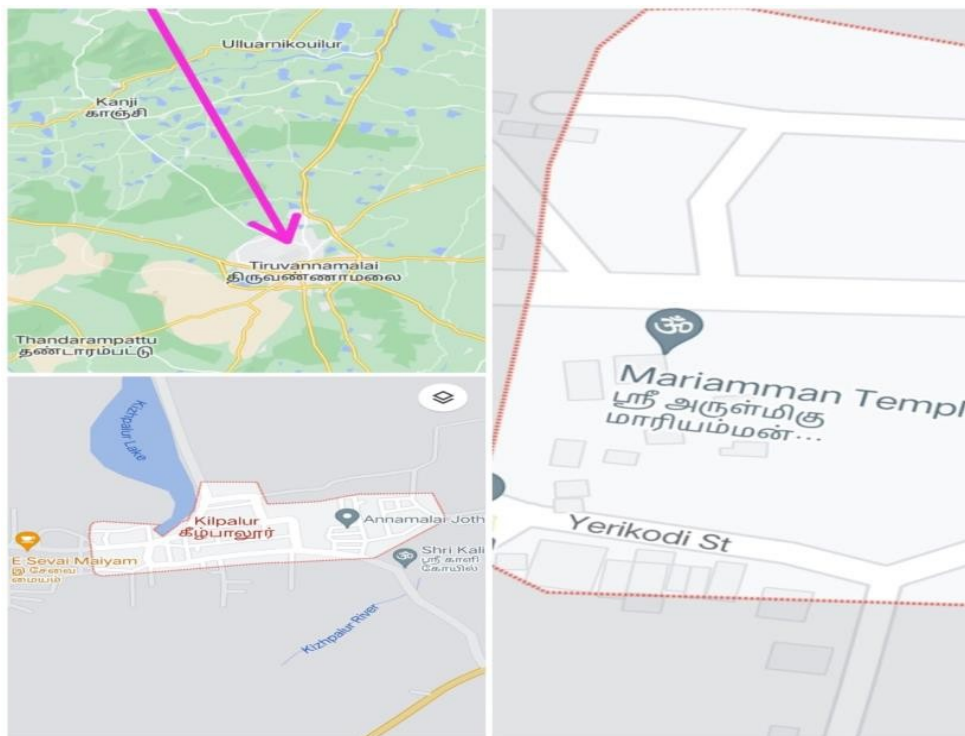 Ulluarnikouilur
Kanji
காஞ்சி
Tiruvannamalai
திருவண்ணாமலை
Thandarampattu
தண்டாரம்பட்டு
Kizhpalur Lake
Kilpalur
கீழ்பாலூர்
Annamalai Joth
E Sevai Maiyam
இ சேவை
மையம்
Shri Kali
ஸ்ரீ காளி
கோயில்
Kizhpalur River
ௐ
Mariamman Templ
ஸ்ரீ அருள்மிகு
மாரியம்மன்...
Yerikodi St